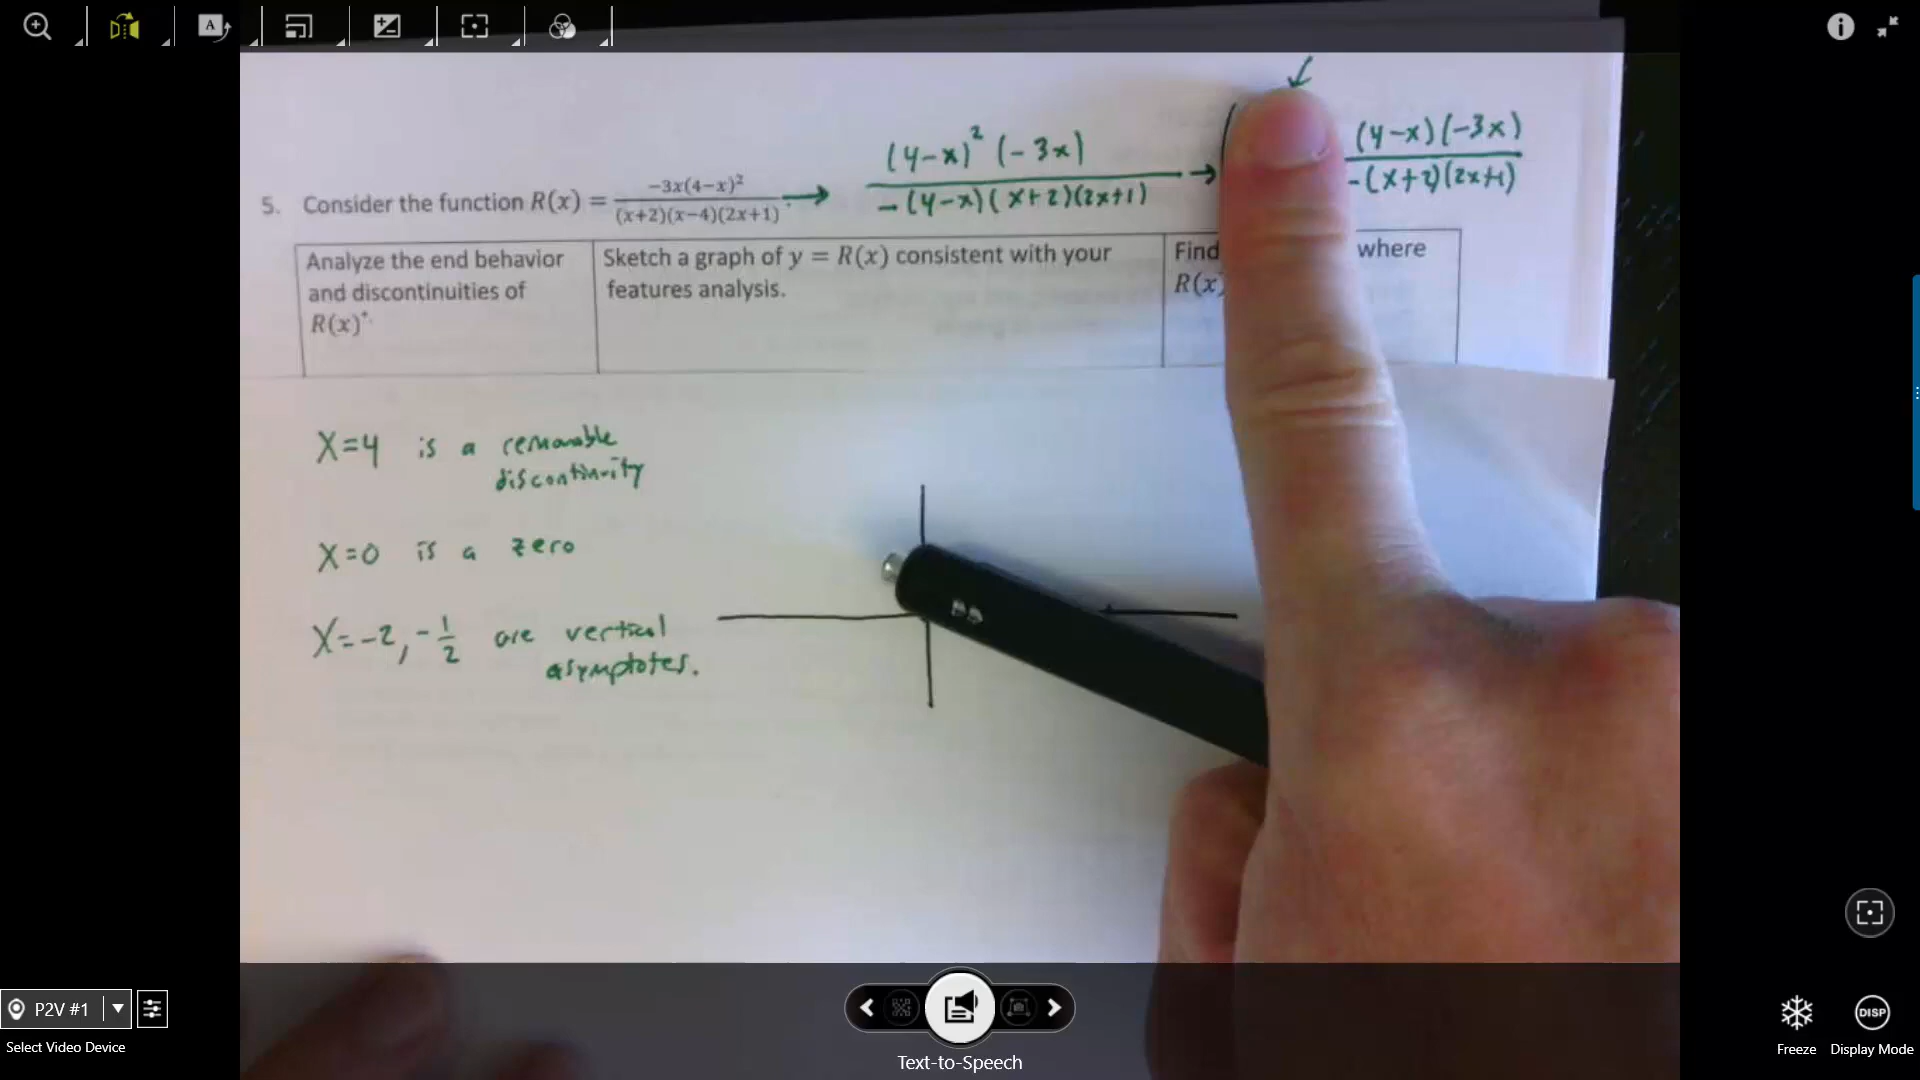 A
↙
(4-x)² (-3x)
-(4-x)(x+2)(2x+1)
(4-x)(-3x)
-(x+2)(2x+1)
5. Consider the function R(x) = −3x(4−x)² / (x+2)(x−4)(2x+1) . → → (
Analyze the end behavior
and discontinuities of
R(x).
Sketch a graph of y = R(x) consistent with your
features analysis.
Find where
R(x)
X=4 is a removable
discontinuity
X=0 is a zero
X=-2, -1/2 are vertical
asymptotes.
P2V #1
Select Video Device
Text-to-Speech
Freeze
DISP
Display Mode